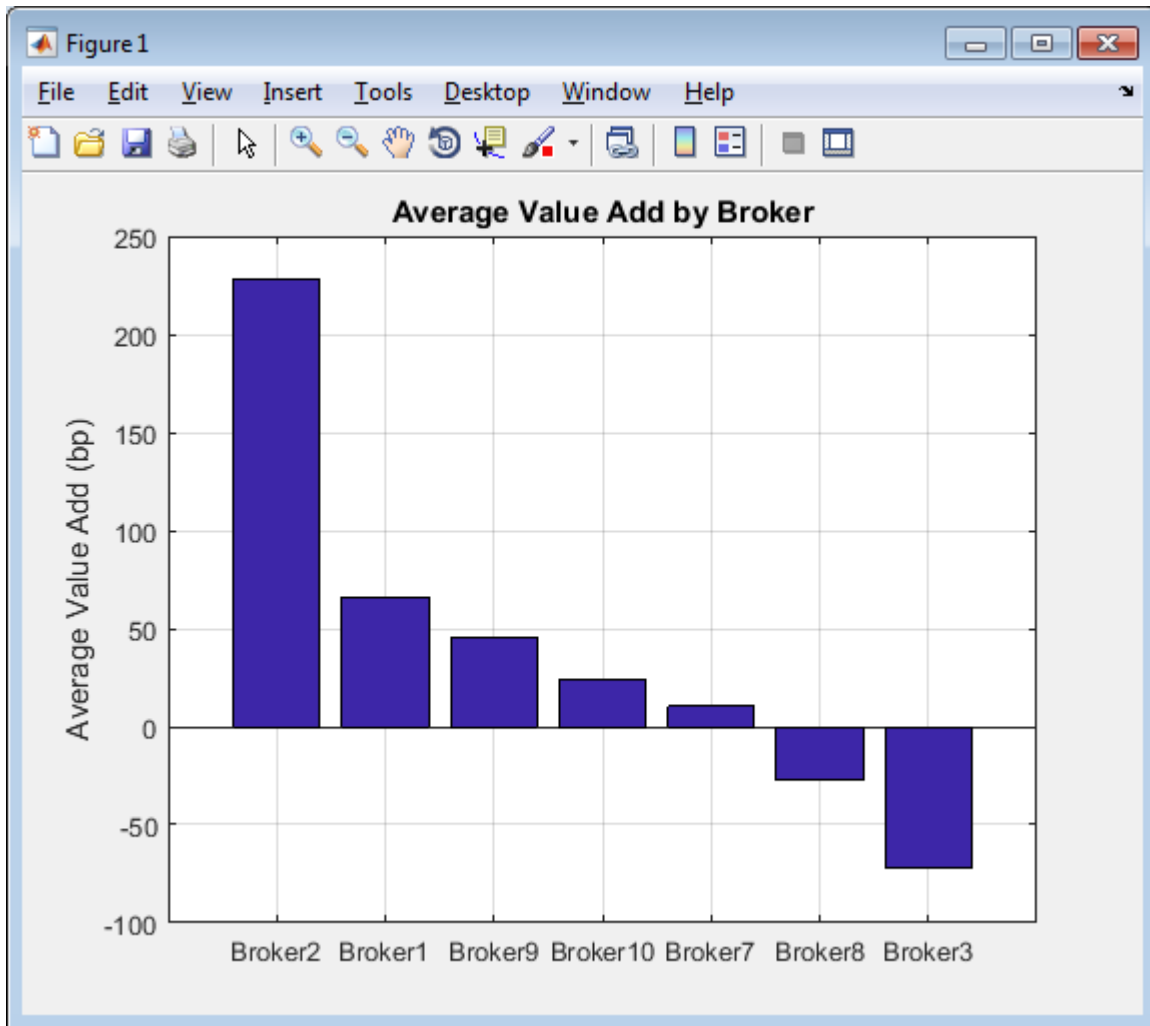 Figure 1
File Edit View Insert Tools Desktop Window Help
Average Value Add by Broker
250
200
150
100
50
0
-50
-100
Average Value Add (bp)
Broker2 Broker1 Broker9 Broker10 Broker7 Broker8 Broker3